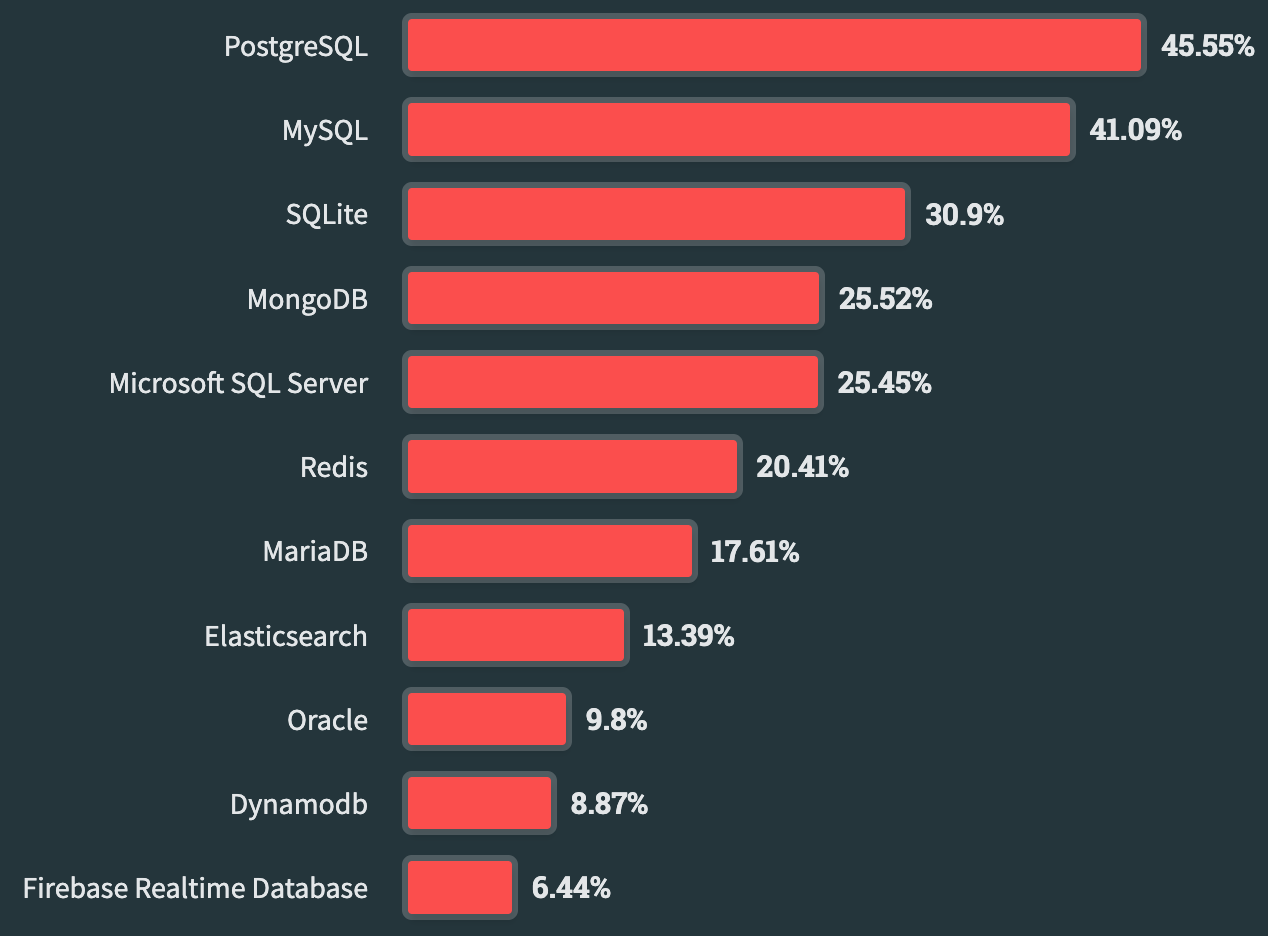 PostgreSQL 45.55%
MySQL 41.09%
SQLite 30.9%
MongoDB 25.52%
Microsoft SQL Server 25.45%
Redis 20.41%
MariaDB 17.61%
Elasticsearch 13.39%
Oracle 9.8%
Dynamodb 8.87%
Firebase Realtime Database 6.44%